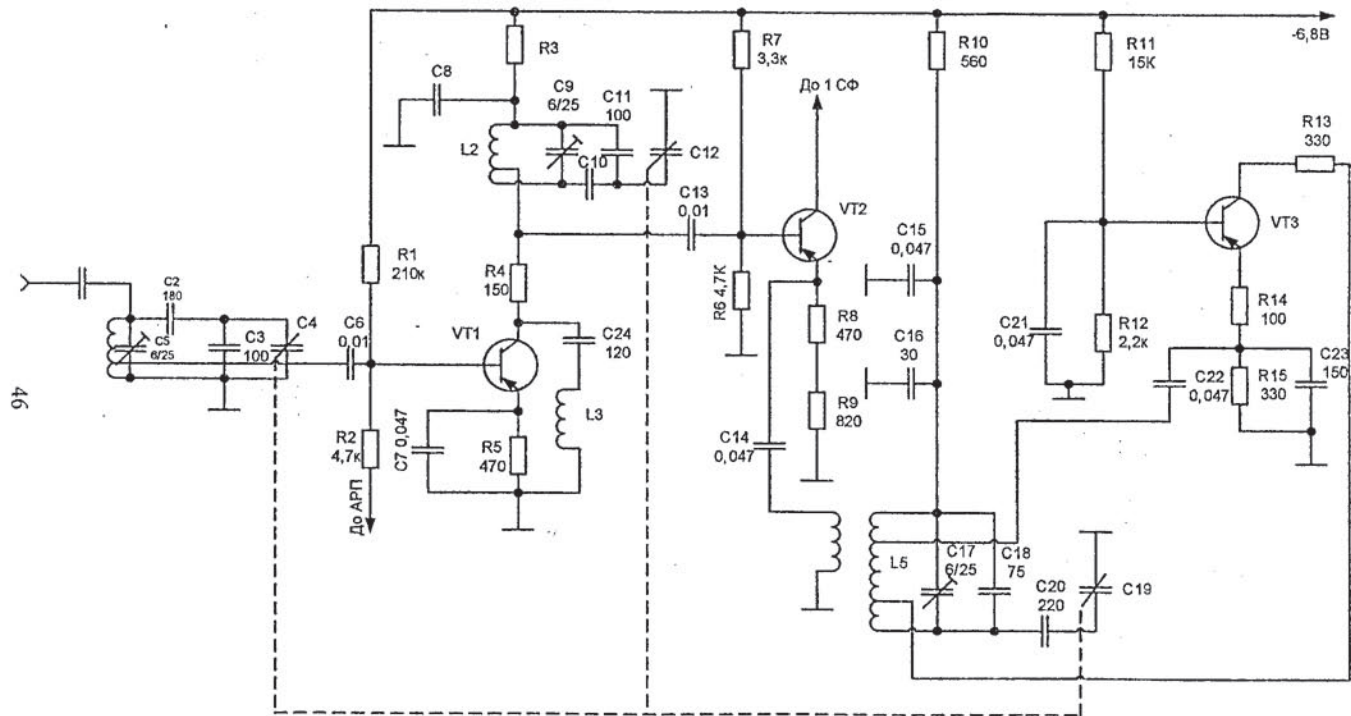 -6,8В
R3
R7
3,3к
R10
560
R11
15К
C8
C9
6/25
C11
100
До 1 СФ
R13
330
L2
C10
C12
C13
0,01
VT2
VT3
C15
0,047
R1
210к
R4
150
R6 4,7К
R8
470
R14
100
C2
180
C5
6/25
C3
100
C4
C6
0,01
VT1
C24
120
C16
30
C21
0,047
R12
2,2к
C22
0,047
R15
330
C23
150
46
R2
4,7к
C7 0,047
R5
470
L3
C14
0,047
R9
820
До АРП
L5
C17
6/25
C18
75
C20
220
C19